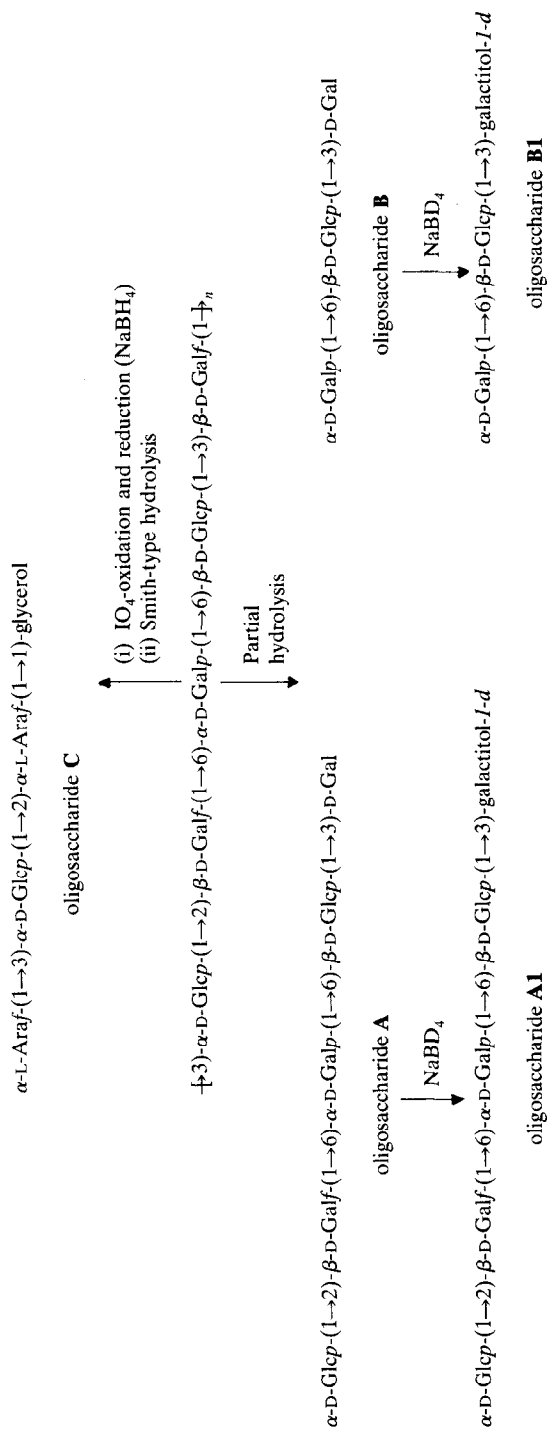 α-L-Araf-(1→3)-α-D-Glcp-(1→2)-α-L-Araf-(1→1)-glycerol
oligosaccharide C
(i) IO₄-oxidation and reduction (NaBH₄)
(ii) Smith-type hydrolysis
[→3)-α-D-Glcp-(1→2)-β-D-Galf-(1→6)-α-D-Galp-(1→6)-β-D-Glcp-(1→3)-β-D-Galf-(1→]ₙ
Partial
hydrolysis
α-D-Glcp-(1→2)-β-D-Galf-(1→6)-α-D-Galp-(1→6)-β-D-Glcp-(1→3)-D-Gal
oligosaccharide A
NaBD₄
α-D-Glcp-(1→2)-β-D-Galf-(1→6)-α-D-Galp-(1→6)-β-D-Glcp-(1→3)-galactitol-1-d
oligosaccharide A1
α-D-Galp-(1→6)-β-D-Glcp-(1→3)-D-Gal
oligosaccharide B
NaBD₄
α-D-Galp-(1→6)-β-D-Glcp-(1→3)-galactitol-1-d
oligosaccharide B1